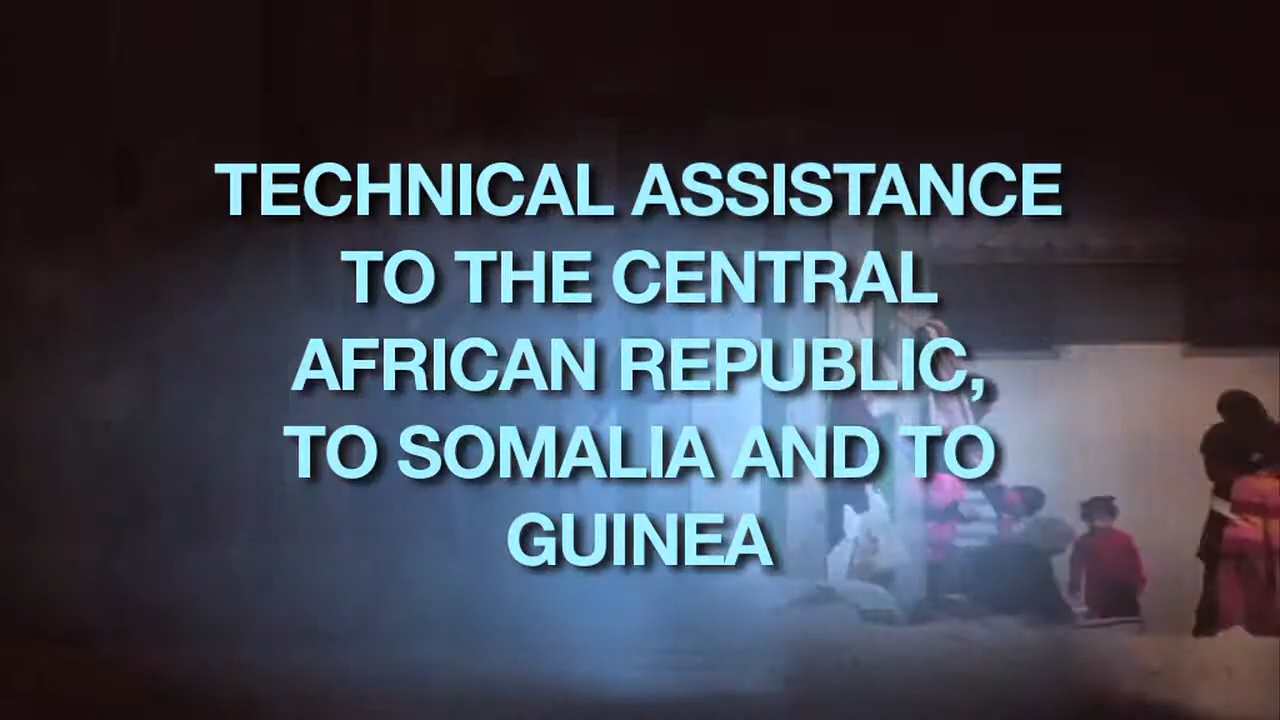 TECHNICAL ASSISTANCE
TO THE CENTRAL
AFRICAN REPUBLIC,
TO SOMALIA AND TO
GUINEA